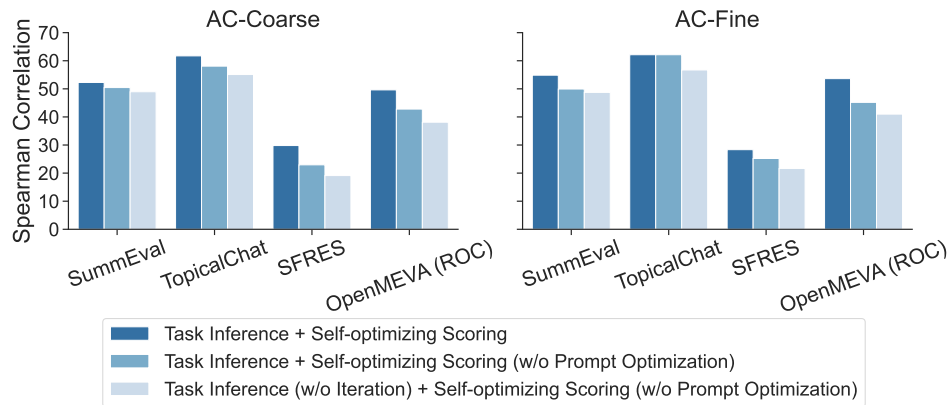 AC-Coarse
AC-Fine
Spearman Correlation
70
60
50
40
30
20
10
0
SummEval
TopicalChat
SFRES
OpenMEVA (ROC)
SummEval
TopicalChat
SFRES
OpenMEVA (ROC)
Task Inference + Self-optimizing Scoring
Task Inference + Self-optimizing Scoring (w/o Prompt Optimization)
Task Inference (w/o Iteration) + Self-optimizing Scoring (w/o Prompt Optimization)